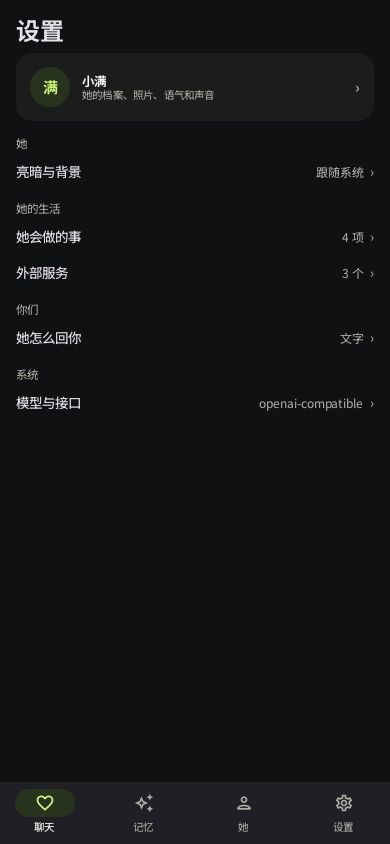 设置
满
小满
她的档案、照片、语气和声音
她
亮暗与背景 跟随系统
她的生活
她会做的事 4 项
外部服务 3 个
你们
她怎么回你 文字
系统
模型与接口 openai-compatible
聊天 记忆 她 设置